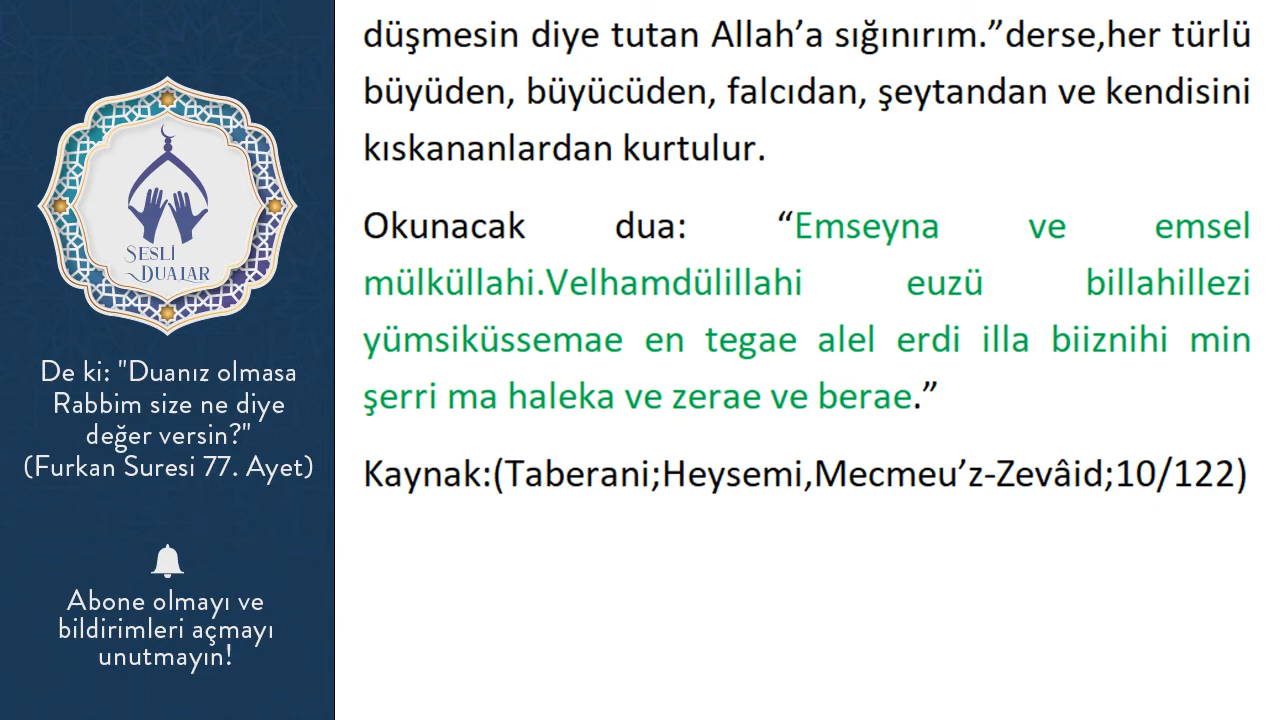 SESLİ
DUALAR
De ki: "Duanız olmasa
Rabbim size ne diye
değer versin?"
(Furkan Suresi 77. Ayet)
Abone olmayı ve
bildirimleri açmayı
unutmayın!
düşmesin diye tutan Allah’a sığınırım.”derse,her türlü
büyüden, büyücüden, falcıdan, şeytandan ve kendisini
kıskananlardan kurtulur.
Okunacak dua: “Emseyna ve emsel
mülküllahi.Velhamdülillahi euzü billahillezi
yümsiküssemae en tegae alel erdi illa biiznihi min
şerri ma haleka ve zerae ve berae.”
Kaynak:(Taberani;Heysemi,Mecmeu’z-Zevâid;10/122)